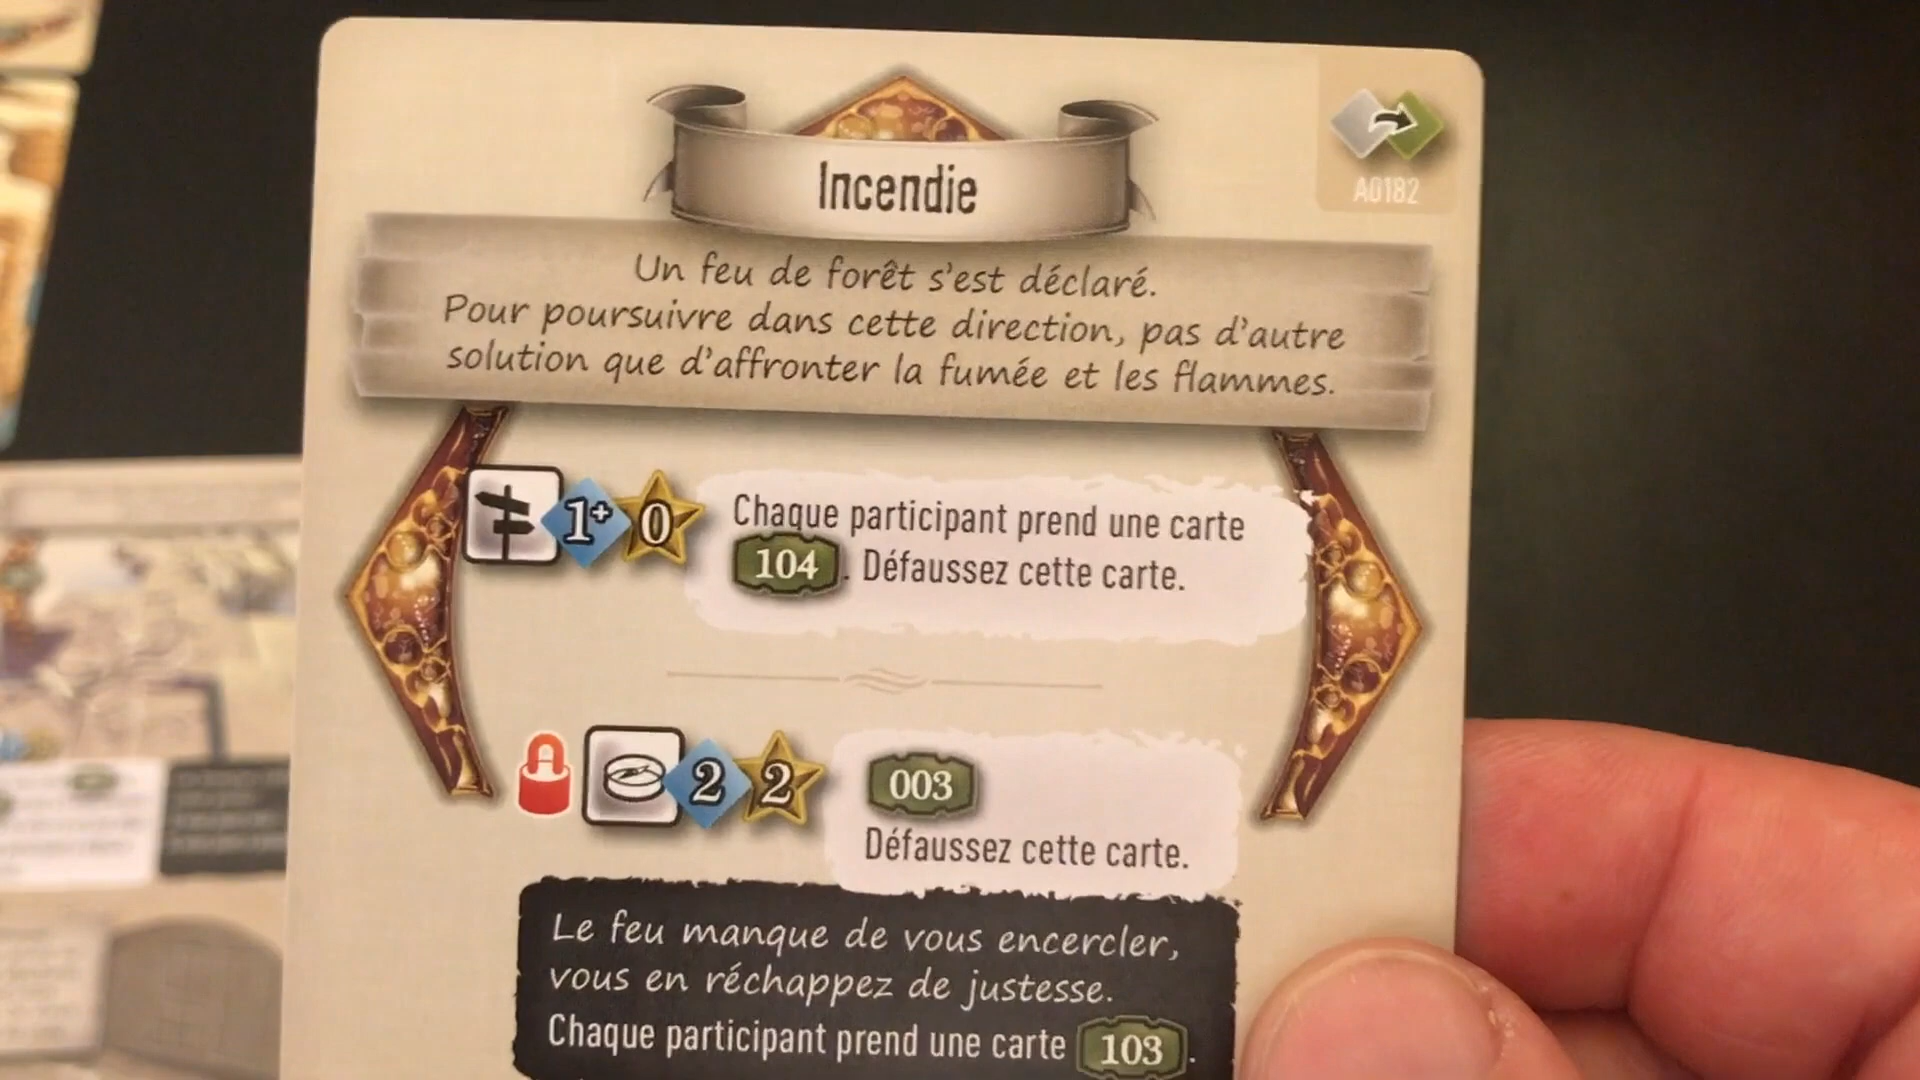 Incendie
A0182
Un feu de forêt s'est déclaré.
Pour poursuivre dans cette direction, pas d'autre
solution que d'affronter la fumée et les flammes.
1+ 0
Chaque participant prend une carte
104 . Défaussez cette carte.
2 2
003
Défaussez cette carte.
Le feu manque de vous encercler,
vous en réchappez de justesse.
Chaque participant prend une carte 103 .